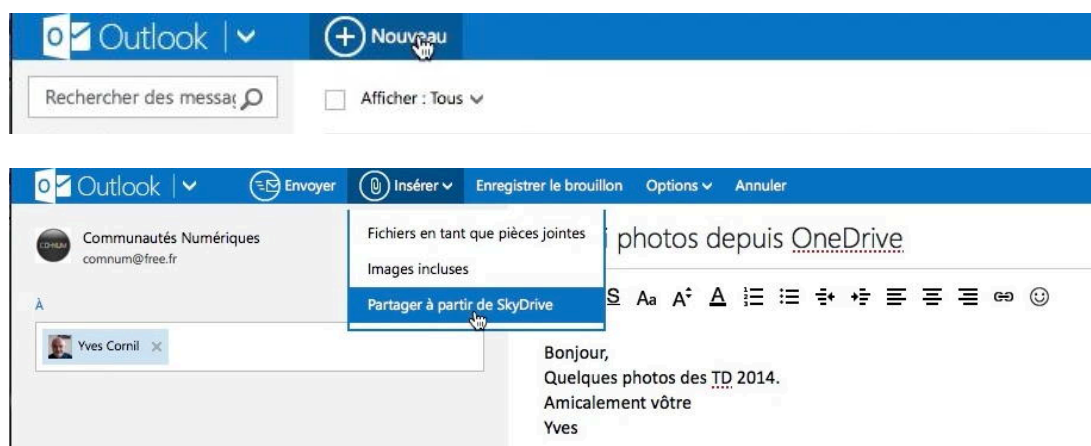 Outlook
Nouveau
Rechercher des messag
Afficher : Tous
Outlook
Envoyer
Insérer
Enregistrer le brouillon
Options
Annuler
Communautés Numériques
comnum@free.fr
À
Yves Cornil
Fichiers en tant que pièces jointes
Images incluses
Partager à partir de SkyDrive
photos depuis OneDrive
S Aa A A
Bonjour,
Quelques photos des TD 2014.
Amicalement vôtre
Yves